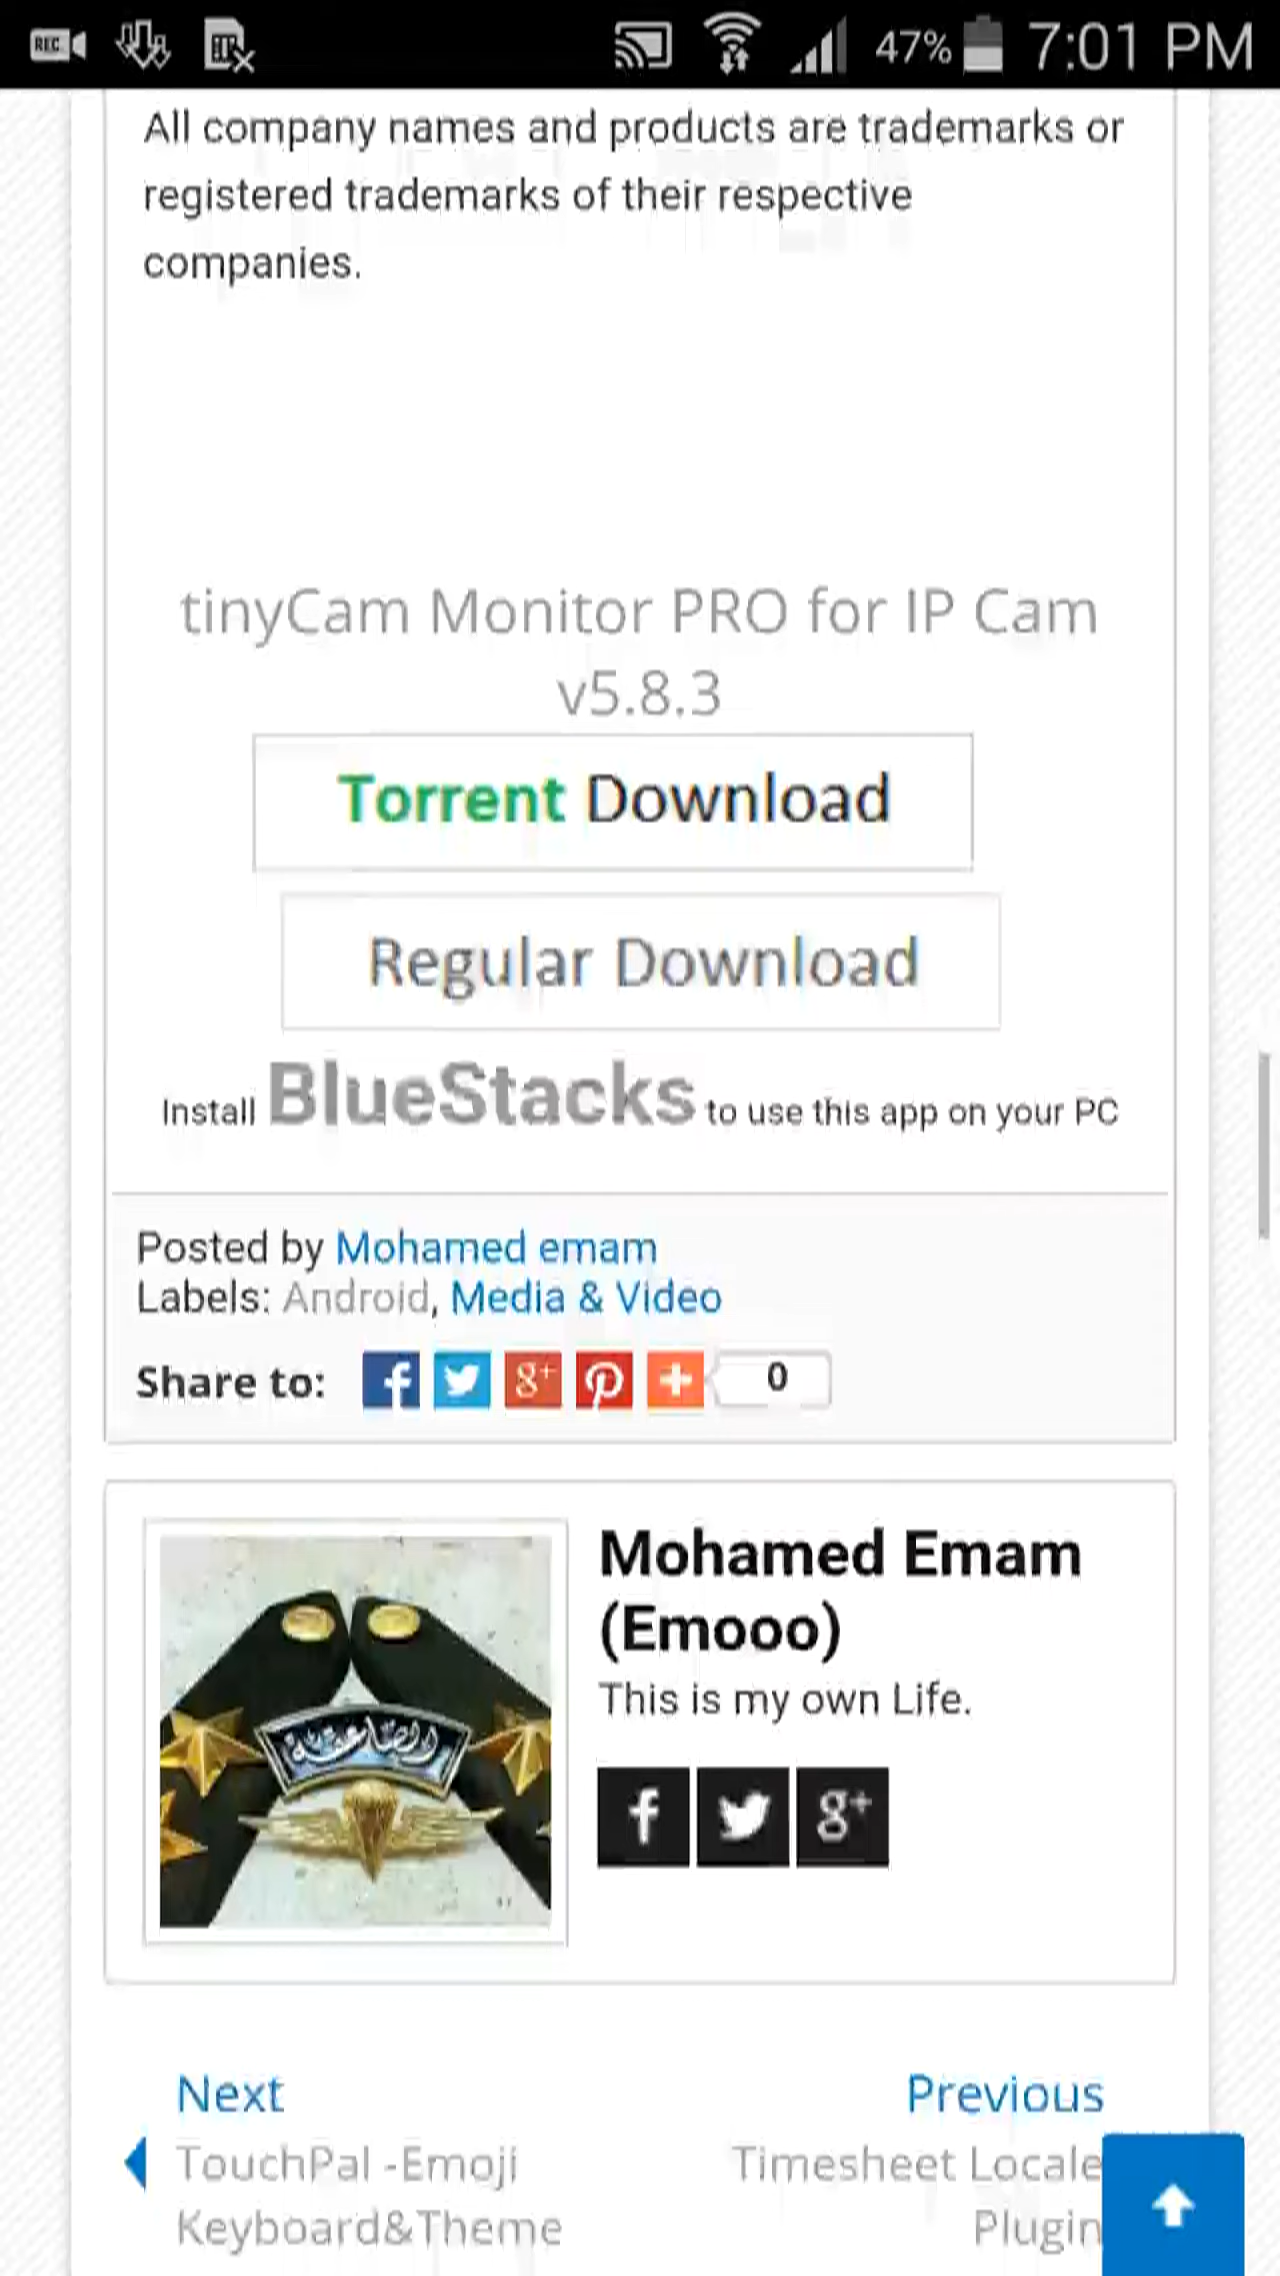 REC
47% 7:01 PM
All company names and products are trademarks or
registered trademarks of their respective
companies.
tinyCam Monitor PRO for IP Cam
v5.8.3
Torrent Download
Regular Download
Install BlueStacks to use this app on your PC
Posted by Mohamed emam
Labels: Android, Media & Video
Share to: f g+ 0
Mohamed Emam
(Emooo)
This is my own Life.
الصاعقة
f g+
Next Previous
TouchPal -Emoji Timesheet Locale
Keyboard&Theme Plugin